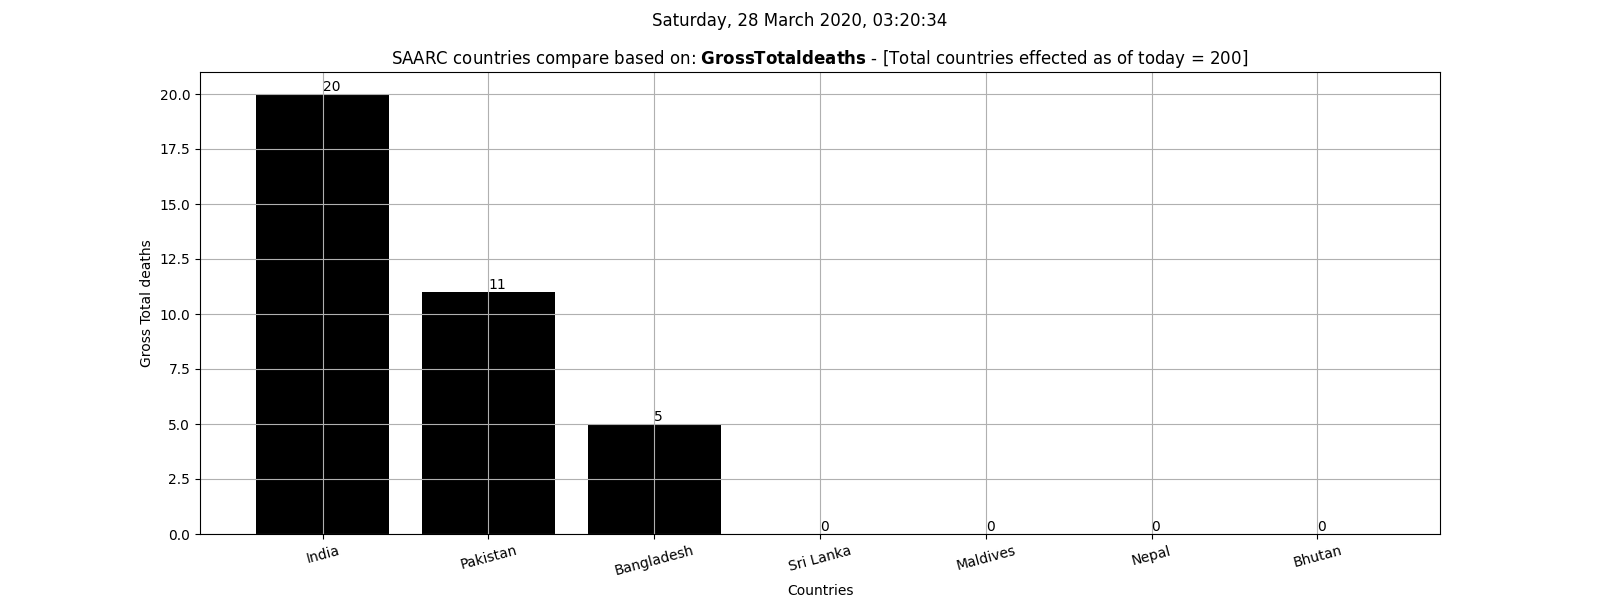 Saturday, 28 March 2020, 03:20:34
SAARC countries compare based on: GrossTotaldeaths - [Total countries effected as of today = 200]
Gross Total deaths
20.0
17.5
15.0
12.5
10.0
7.5
5.0
2.5
0.0
20
11
5
0
0
0
0
India
Pakistan
Bangladesh
Sri Lanka
Maldives
Nepal
Bhutan
Countries